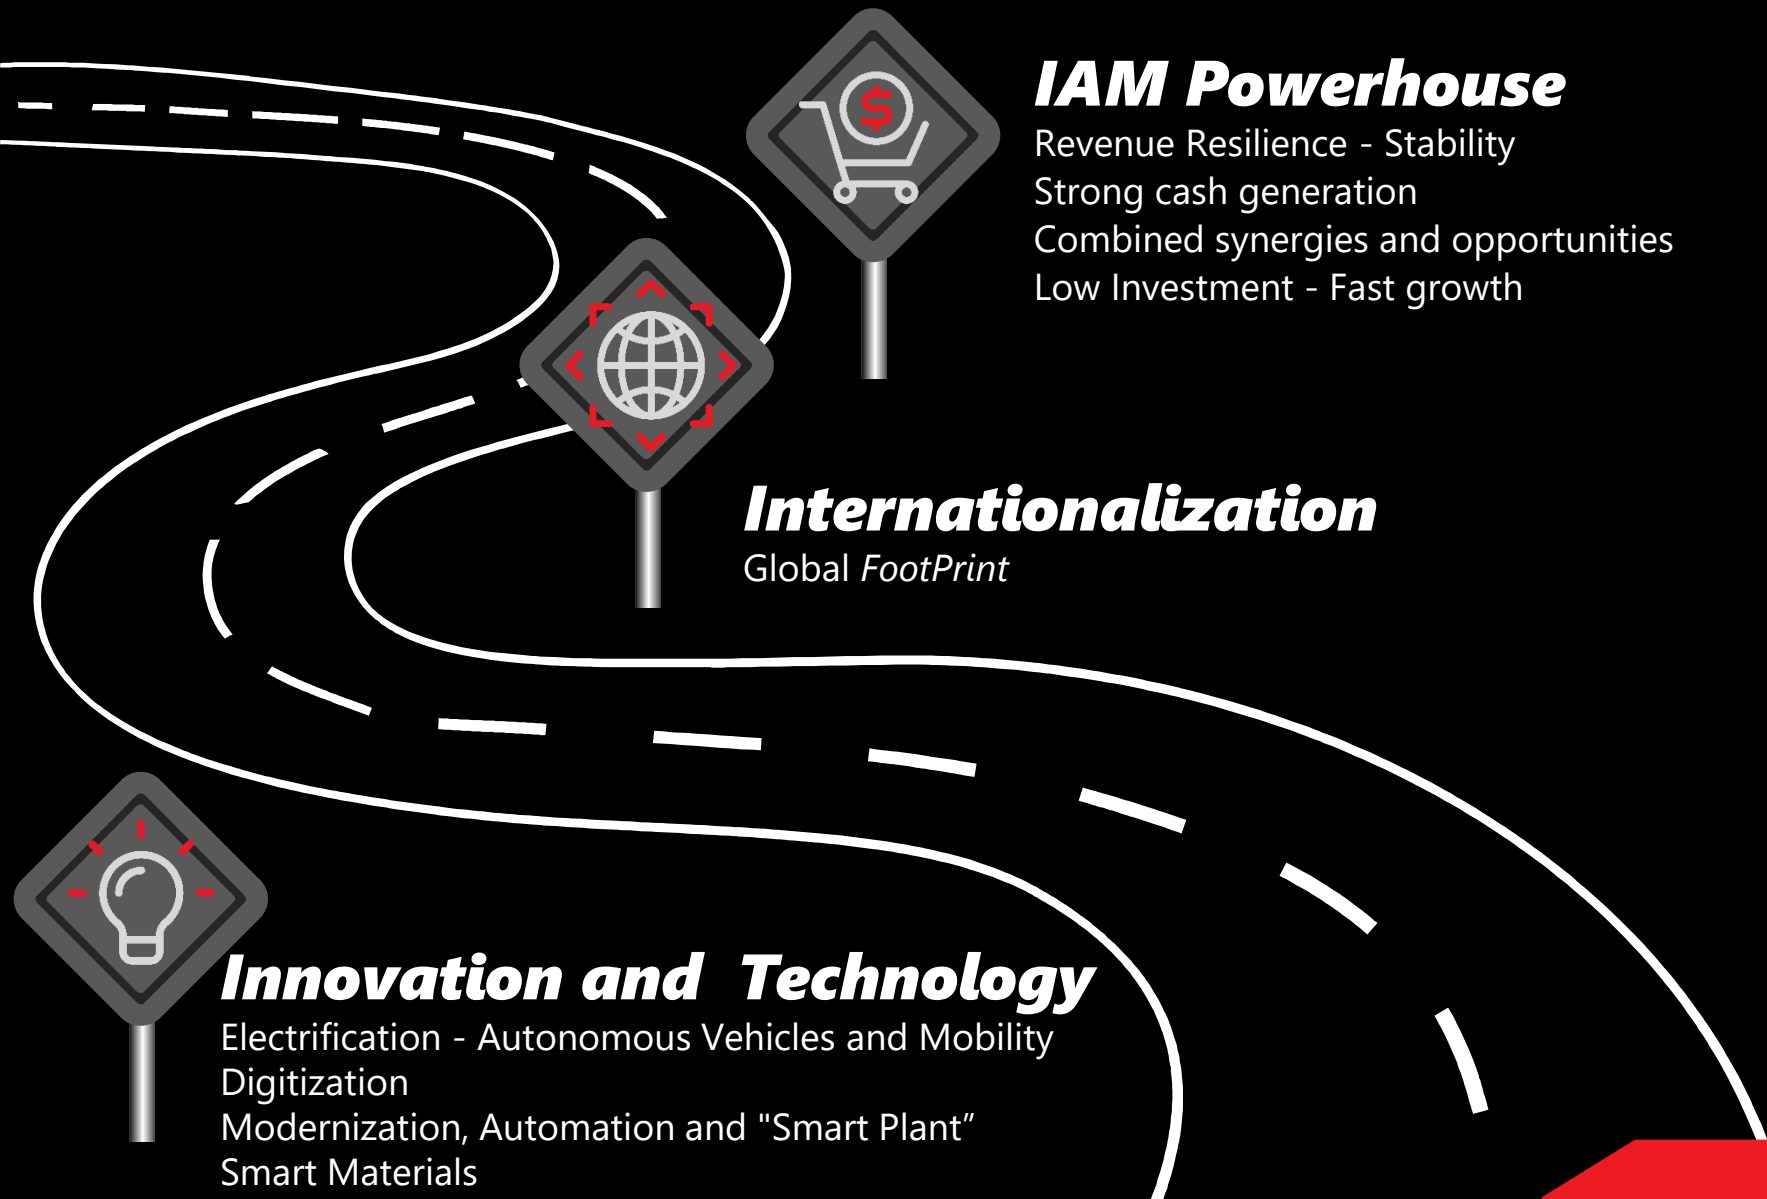 IAM Powerhouse
Revenue Resilience - Stability
Strong cash generation
Combined synergies and opportunities
Low Investment - Fast growth
Internationalization
Global FootPrint
Innovation and  Technology
Electrification - Autonomous Vehicles and Mobility
Digitization
Modernization, Automation and "Smart Plant”
Smart Materials